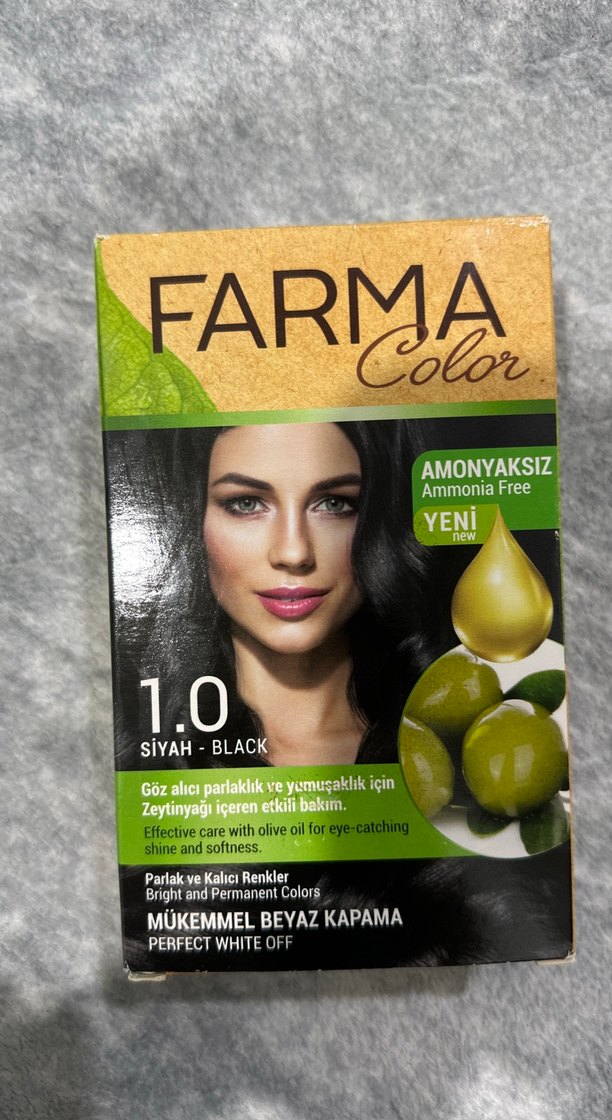 FARMA
Color
AMONYAKSIZ
Ammonia Free
YENİ
new
1.0
SİYAH - BLACK
Göz alıcı parlaklık ve yumuşaklık için
Zeytinyağı içeren etkili bakım.
Effective care with olive oil for eye-catching
shine and softness.
Parlak ve Kalıcı Renkler
Bright and Permanent Colors
MÜKEMMEL BEYAZ KAPAMA
PERFECT WHITE OFF